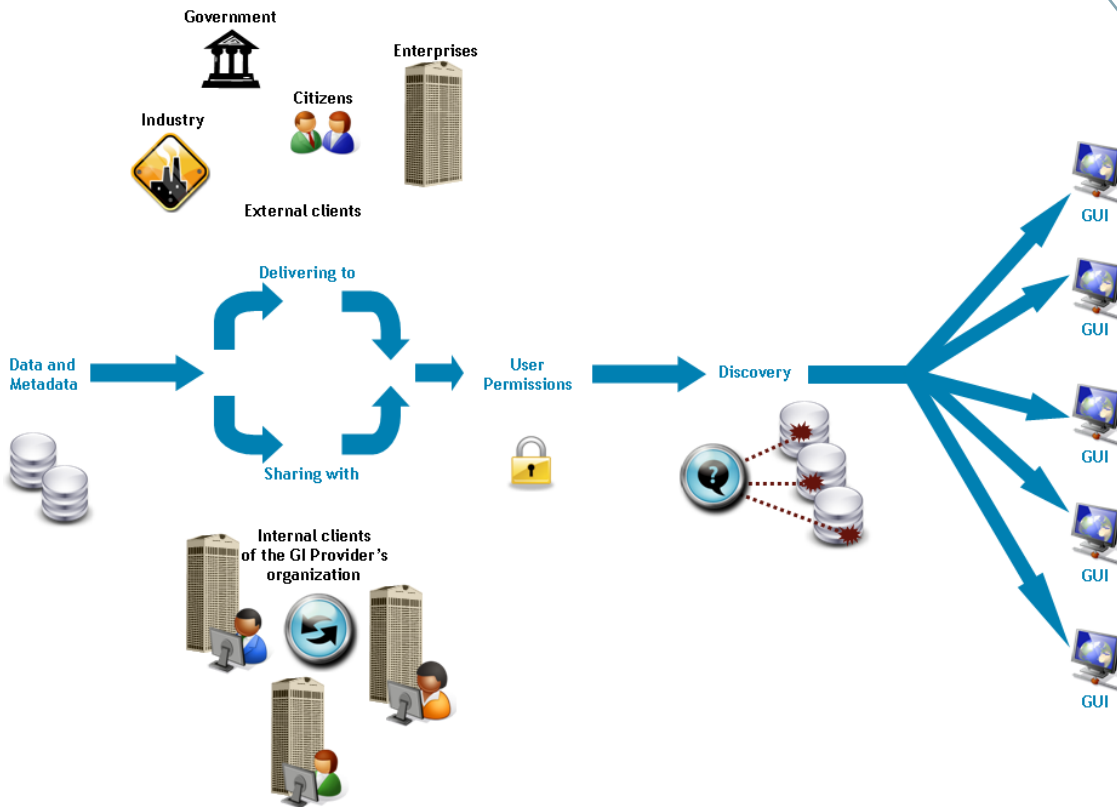 Government
Enterprises
Citizens
Industry
External clients
Delivering to
Data and
Metadata
User
Permissions
Discovery
Sharing with
Internal clients
of the GI Provider's
organization
GUI
GUI
GUI
GUI
GUI